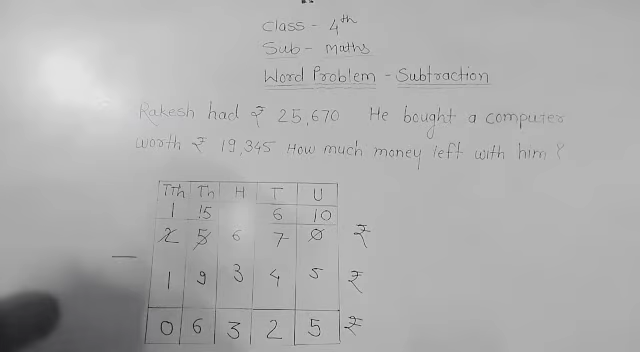 Class - 4th
Sub - Maths
Word Problem - Subtraction
Rakesh had ₹ 25,670 He bought a computer
worth ₹ 19,345 How much money left with him ?
TTh Th H T U
1 15 6 10
2 5 6 7 0 ₹
- 1 9 3 4 5 ₹
0 6 3 2 5 ₹